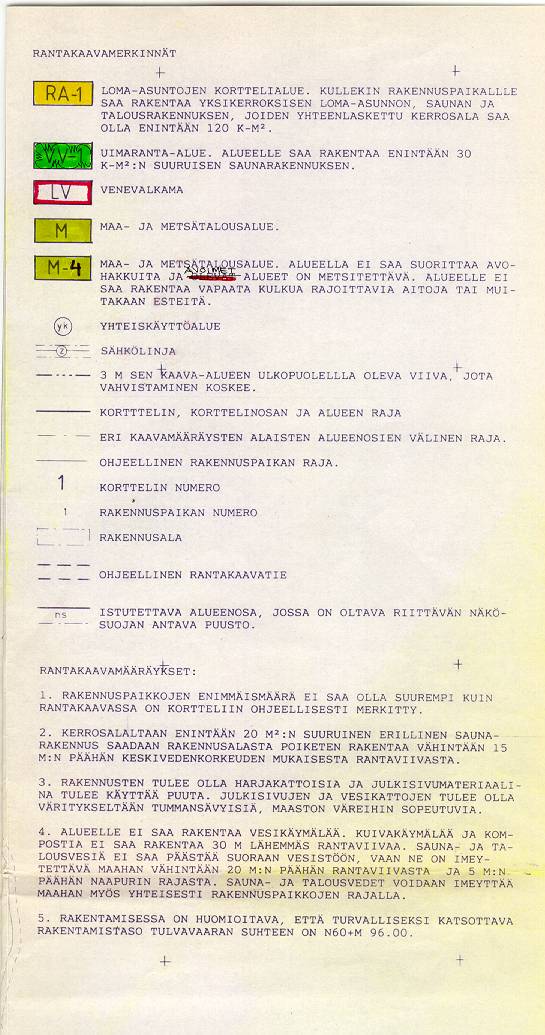 RANTAKAAVAMERKINNÄT
RA-1 LOMA-ASUNTOJEN KORTTELIALUE. KULLEKIN RAKENNUSPAIKALLLE
SAA RAKENTAA YKSIKERROKSISEN LOMA-ASUNNON, SAUNAN JA
TALOUSRAKENNUKSEN, JOIDEN YHTEENLASKETTU KERROSALA SAA
OLLA ENINTÄÄN 120 K-M².
VV-1 UIMARANTA-ALUE. ALUEELLE SAA RAKENTAA ENINTÄÄN 30
K-M²:N SUURUISEN SAUNARAKENNUKSEN.
LV VENEVALKAMA
M MAA- JA METSÄTALOUSALUE.
M-4 MAA- JA METSÄTALOUSALUE. ALUEELLA EI SAA SUORITTAA AVO-
HAKKUITA JA AVOIMET ALUEET ON METSITETTÄVÄ. ALUEELLE EI
SAA RAKENTAA VAPAATA KULKUA RAJOITTAVIA AITOJA TAI MUI-
TAKAAN ESTEITÄ.
yk YHTEISKÄYTTÖALUE
z SÄHKÖLINJA
3 M SEN KAAVA-ALUEEN ULKOPUOLELLLA OLEVA VIIVA, JOTA
VAHVISTAMINEN KOSKEE.
KORTTTELIN, KORTTELINOSAN JA ALUEEN RAJA
ERI KAAVAMÄÄRÄYSTEN ALAISTEN ALUEENOSIEN VÄLINEN RAJA.
OHJEELLINEN RAKENNUSPAIKAN RAJA.
1 KORTTELIN NUMERO
1 RAKENNUSPAIKAN NUMERO
RAKENNUSALA
OHJEELLINEN RANTAKAAVATIE
ns ISTUTETTAVA ALUEENOSA, JOSSA ON OLTAVA RIITTÄVÄN NÄKÖ-
SUOJAN ANTAVA PUUSTO.
RANTAKAAVAMÄÄRÄYKSET:
1. RAKENNUSPAIKKOJEN ENIMMÄISMÄÄRÄ EI SAA OLLA SUUREMPI KUIN
RANTAKAAVASSA ON KORTTELIIN OHJEELLISESTI MERKITTY.
2. KERROSALALTAAN ENINTÄÄN 20 M²:N SUURUINEN ERILLINEN SAUNA-
RAKENNUS SAADAAN RAKENNUSALASTA POIKETEN RAKENTAA VÄHINTÄÄN 15
M:N PÄÄHÄN KESKIVEDENKORKEUDEN MUKAISESTA RANTAVIIVASTA.
3. RAKENNUSTEN TULEE OLLA HARJAKATTOISIA JA JULKISIVUMATERIAALI-
NA TULEE KÄYTTÄÄ PUUTA. JULKISIVUJEN JA VESIKATTOJEN TULEE OLLA
VÄRITYKSELTÄÄN TUMMANSÄVYISIÄ, MAASTON VÄREIHIN SOPEUTUVIA.
4. ALUEELLE EI SAA RAKENTAA VESIKÄYMÄLÄÄ. KUIVAKÄYMÄLÄÄ JA KOM-
POSTIA EI SAA RAKENTAA 30 M LÄHEMMÄS RANTAVIIVAA. SAUNA- JA TA-
LOUSVESIÄ EI SAA PÄÄSTÄÄ SUORAAN VESISTÖÖN, VAAN NE ON IMEY-
TETTÄVÄ MAAHAN VÄHINTÄÄN 20 M:N PÄÄHÄN RANTAVIIVASTA JA 5 M:N
PÄÄHÄN NAAPURIN RAJASTA. SAUNA- JA TALOUSVEDET VOIDAAN IMEYTTÄÄ
MAAHAN MYÖS YHTEISESTI RAKENNUSPAIKKOJEN RAJALLA.
5. RAKENTAMISESSA ON HUOMIOITAVA, ETTÄ TURVALLISEKSI KATSOTTAVA
RAKENTAMISTASO TULVAVAARAN SUHTEEN ON N60+M 96.00.